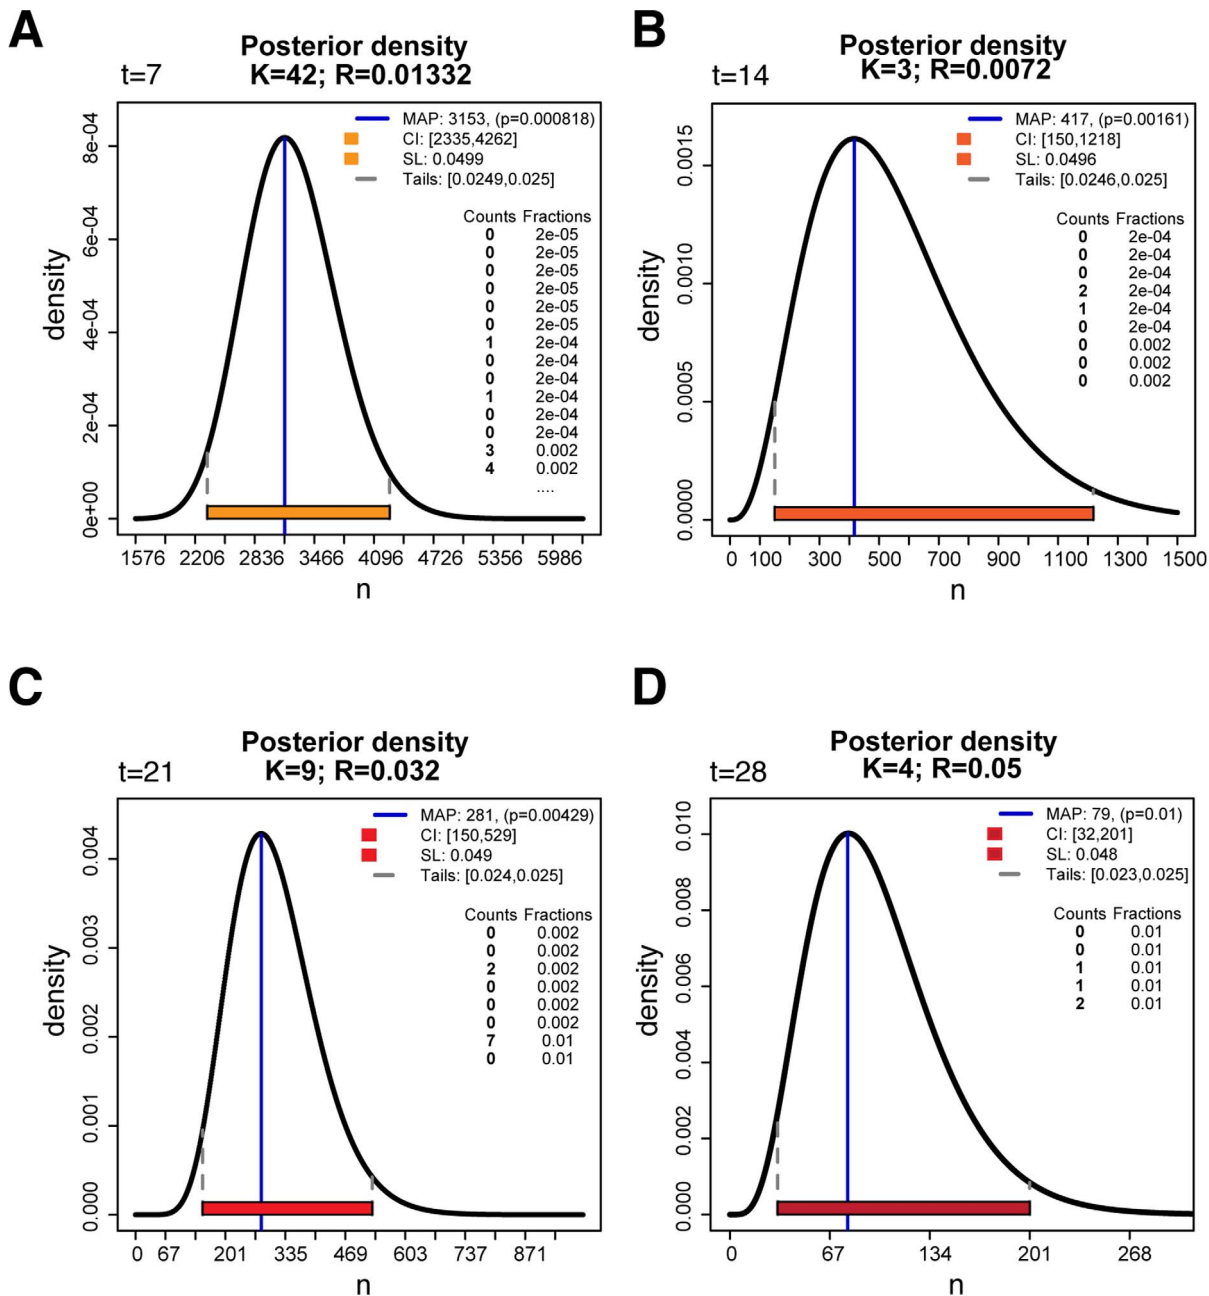 A
Posterior density
K=42; R=0.01332
t=7
MAP: 3153, (p=0.000818)
CI: [2335,4262]
SL: 0.0499
Tails: [0.0249,0.025]
Counts Fractions
0 2e-05
0 2e-05
0 2e-05
0 2e-05
0 2e-05
0 2e-05
1 2e-04
0 2e-04
0 2e-04
1 2e-04
0 2e-04
0 2e-04
3 0.002
4 0.002
....
density
8e-04
6e-04
4e-04
2e-04
0e+00
1576 2206 2836 3466 4096 4726 5356 5986
n
B
Posterior density
K=3; R=0.0072
t=14
MAP: 417, (p=0.00161)
CI: [150,1218]
SL: 0.0496
Tails: [0.0246,0.025]
Counts Fractions
0 2e-04
0 2e-04
0 2e-04
2 2e-04
1 2e-04
0 2e-04
0 0.002
0 0.002
0 0.002
density
0.0015
0.0010
0.0005
0.0000
0 100 300 500 700 900 1100 1300 1500
n
C
Posterior density
K=9; R=0.032
t=21
MAP: 281, (p=0.00429)
CI: [150,529]
SL: 0.049
Tails: [0.024,0.025]
Counts Fractions
0 0.002
0 0.002
2 0.002
0 0.002
0 0.002
0 0.002
7 0.01
0 0.01
density
0.004
0.003
0.002
0.001
0.000
0 67 201 335 469 603 737 871
n
D
Posterior density
K=4; R=0.05
t=28
MAP: 79, (p=0.01)
CI: [32,201]
SL: 0.048
Tails: [0.023,0.025]
Counts Fractions
0 0.01
0 0.01
1 0.01
1 0.01
2 0.01
density
0.010
0.008
0.006
0.004
0.002
0.000
0 67 134 201 268
n